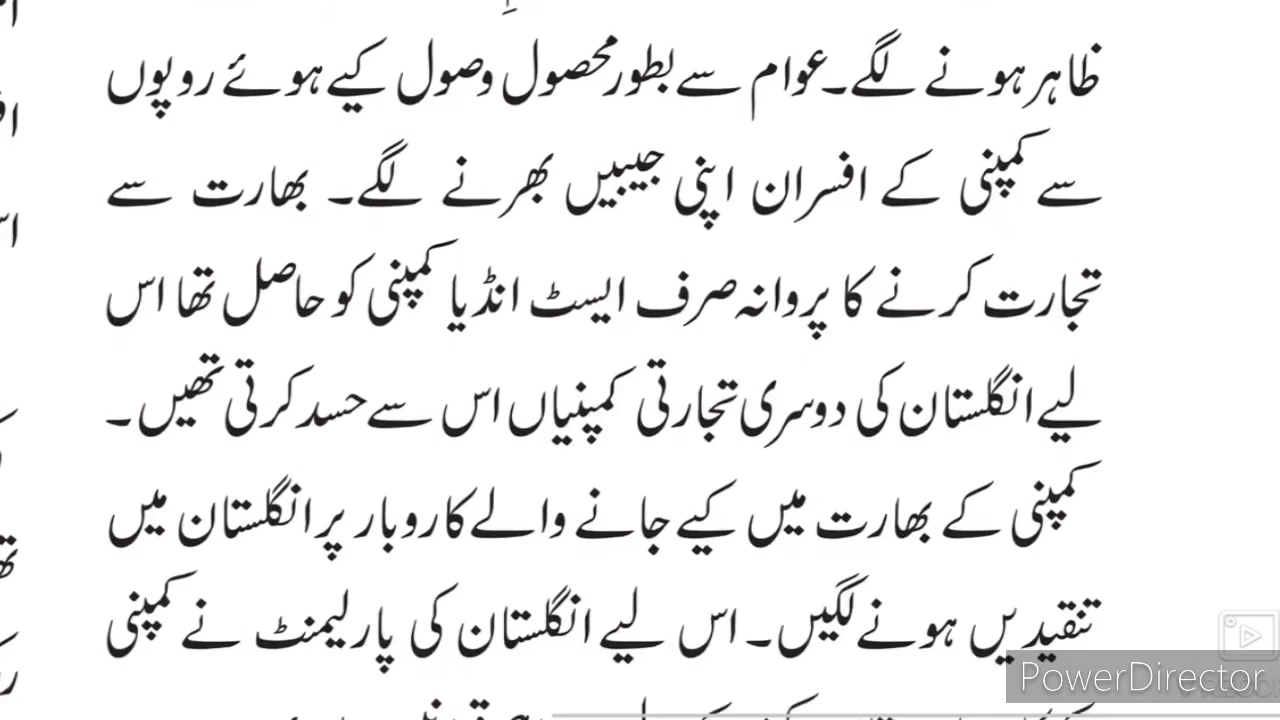 ظاہر ہونے لگے۔ عوام سے بطور محصول وصول کیے ہوئے روپوں
سے کمپنی کے افسران اپنی جیبیں بھرنے لگے۔ بھارت سے
تجارت کرنے کا پروانہ صرف ایسٹ انڈیا کمپنی کو حاصل تھا اس
لیے انگلستان کی دوسری تجارتی کمپنیاں اس سے حسد کرتی تھیں۔
کمپنی کے بھارت میں کیے جانے والے کاروبار پر انگلستان میں
تنقیدیں ہونے لگیں۔ اس لیے انگلستان کی پارلیمنٹ نے کمپنی
PowerDirector